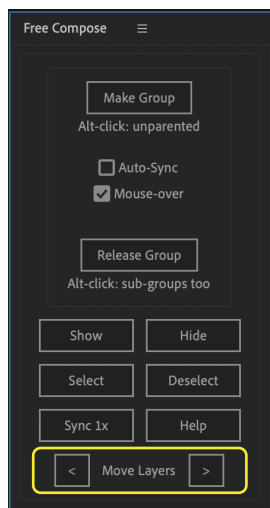 Free Compose
Make Group
Alt-click: unparented
Auto-Sync
Mouse-over
Release Group
Alt-click: sub-groups too
Show Hide
Select Deselect
Sync 1x Help
< Move Layers >